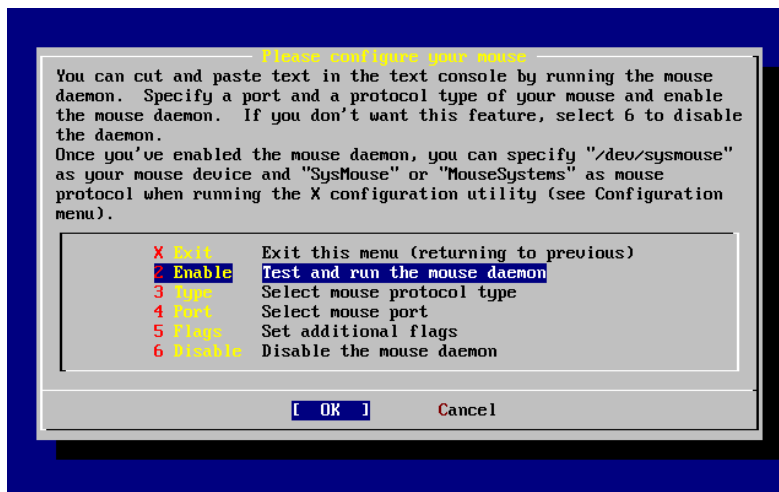 Please configure your mouse
You can cut and paste text in the text console by running the mouse
daemon.  Specify a port and a protocol type of your mouse and enable
the mouse daemon.  If you don't want this feature, select 6 to disable
the daemon.
Once you've enabled the mouse daemon, you can specify "/dev/sysmouse"
as your mouse device and "SysMouse" or "MouseSystems" as mouse
protocol when running the X configuration utility (see Configuration
menu).
X Exit     Exit this menu (returning to previous)
2 Enable   Test and run the mouse daemon
3 Type     Select mouse protocol type
4 Port     Select mouse port
5 Flags    Set additional flags
6 Disable  Disable the mouse daemon
[  OK  ]     Cancel